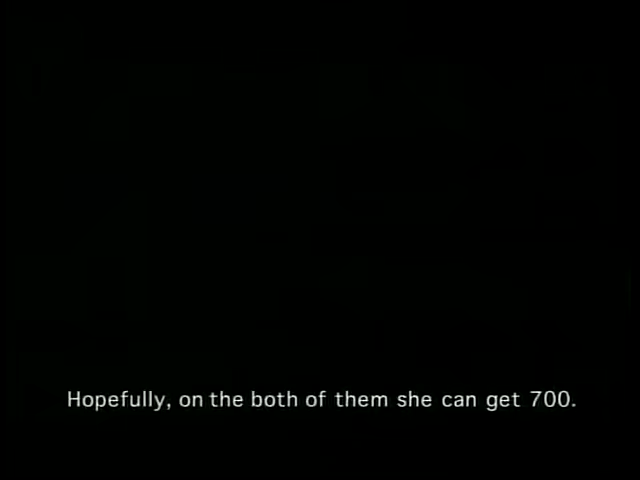 Hopefully, on the both of them she can get 700.